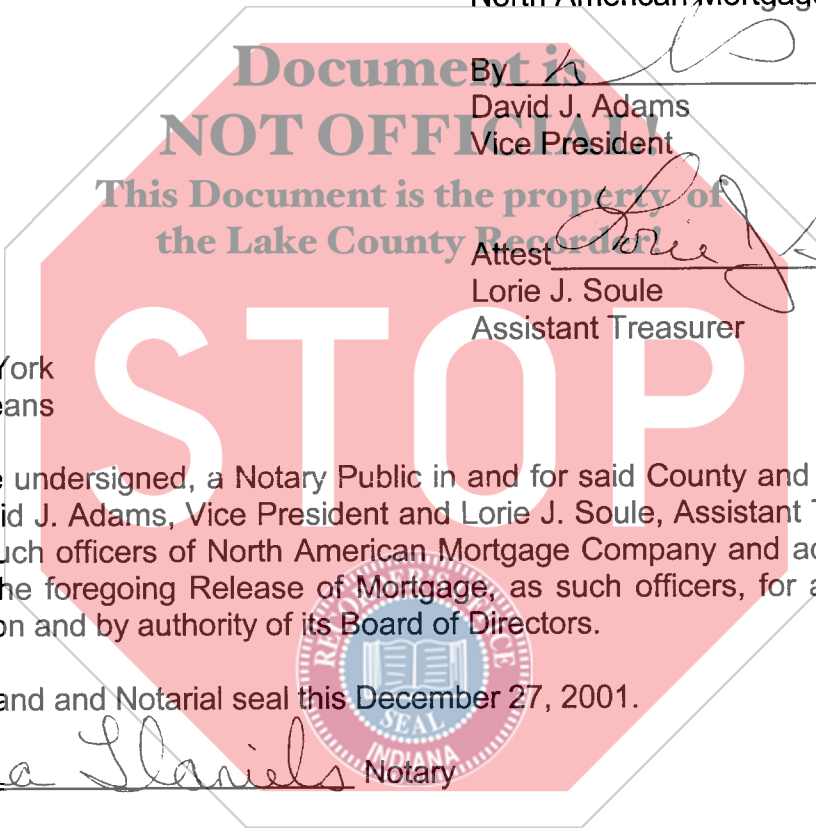 North American Mortgage
Document is
NOT OFFICIAL!
This Document is the property of
the Lake County Recorder!
STOP
By
David J. Adams
Vice President
Attest Lorie J.
Lorie J. Soule
Assistant Treasurer
York
eans
e undersigned, a Notary Public in and for said County and
id J. Adams, Vice President and Lorie J. Soule, Assistant T
uch officers of North American Mortgage Company and ac
he foregoing Release of Mortgage, as such officers, for a
on and by authority of its Board of Directors.
and and Notarial seal this December 27, 2001.
a Daniels Notary
SEAL
INDIANA